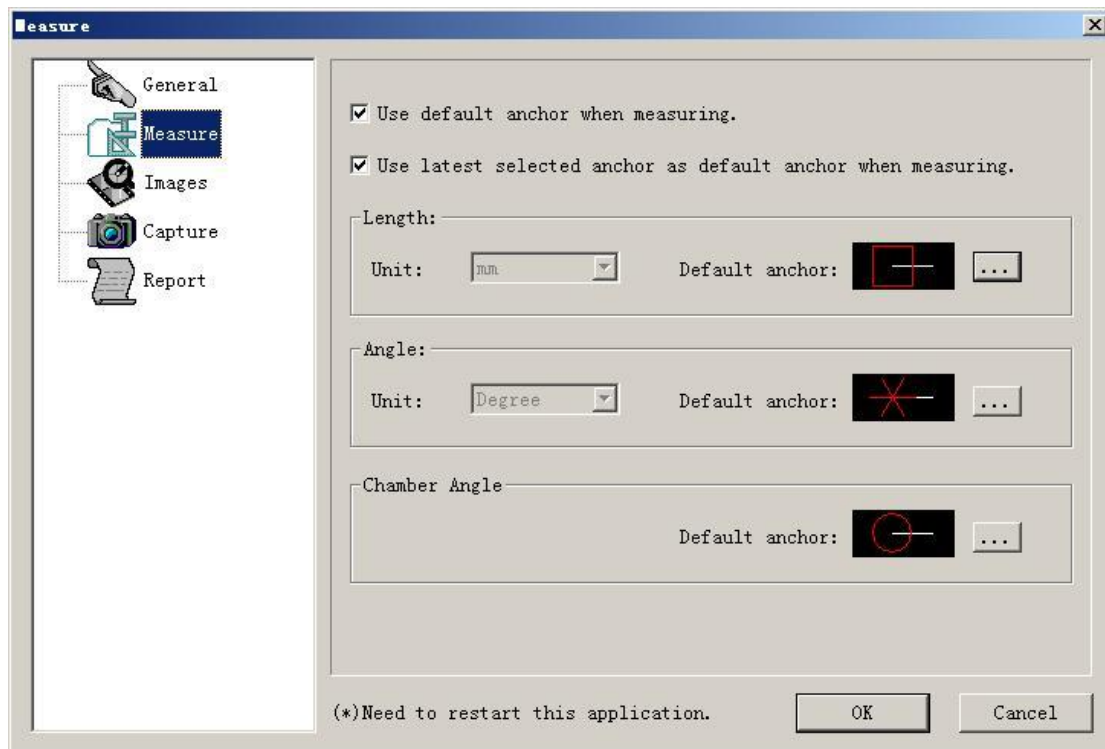 Measure
General
Measure
Images
Capture
Report
Use default anchor when measuring.
Use latest selected anchor as default anchor when measuring.
Length:
Unit: mm Default anchor: ...
Angle:
Unit: Degree Default anchor: ...
Chamber Angle
Default anchor: ...
(*)Need to restart this application. OK Cancel